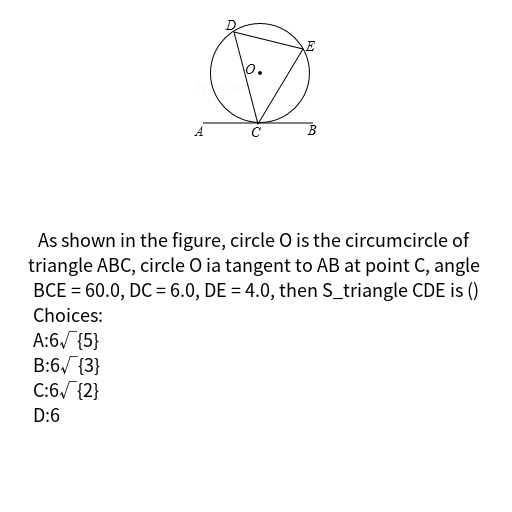 D
E
O
A
C
B
As shown in the figure, circle O is the circumcircle of
triangle ABC, circle O ia tangent to AB at point C, angle
BCE = 60.0, DC = 6.0, DE = 4.0, then S_triangle CDE is ()
Choices:
A:6√{5}
B:6√{3}
C:6√{2}
D:6